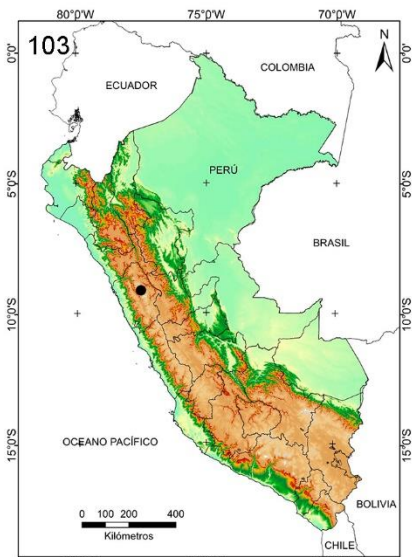 80°0'W 75°0'W 70°0'W
103
N
0°0'
0°0'
COLOMBIA
ECUADOR
PERÚ
5°0'S
5°0'S
BRASIL
10°0'S
10°0'S
15°0'S
15°0'S
OCEANO PACÍFICO
BOLIVIA
0 100 200 400
Kilómetros
CHILE